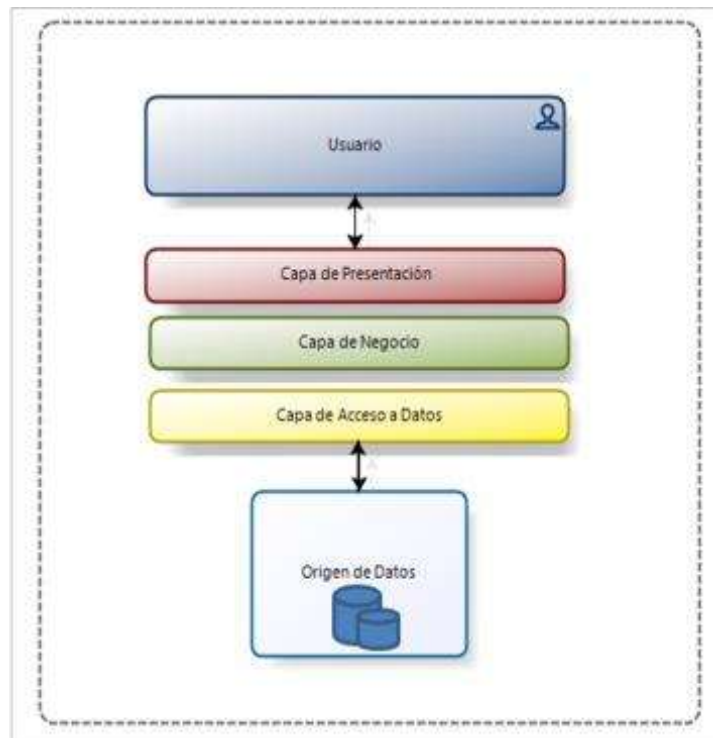 Usuario
Capa de Presentación
Capa de Negocio
Capa de Acceso a Datos
Origen de Datos